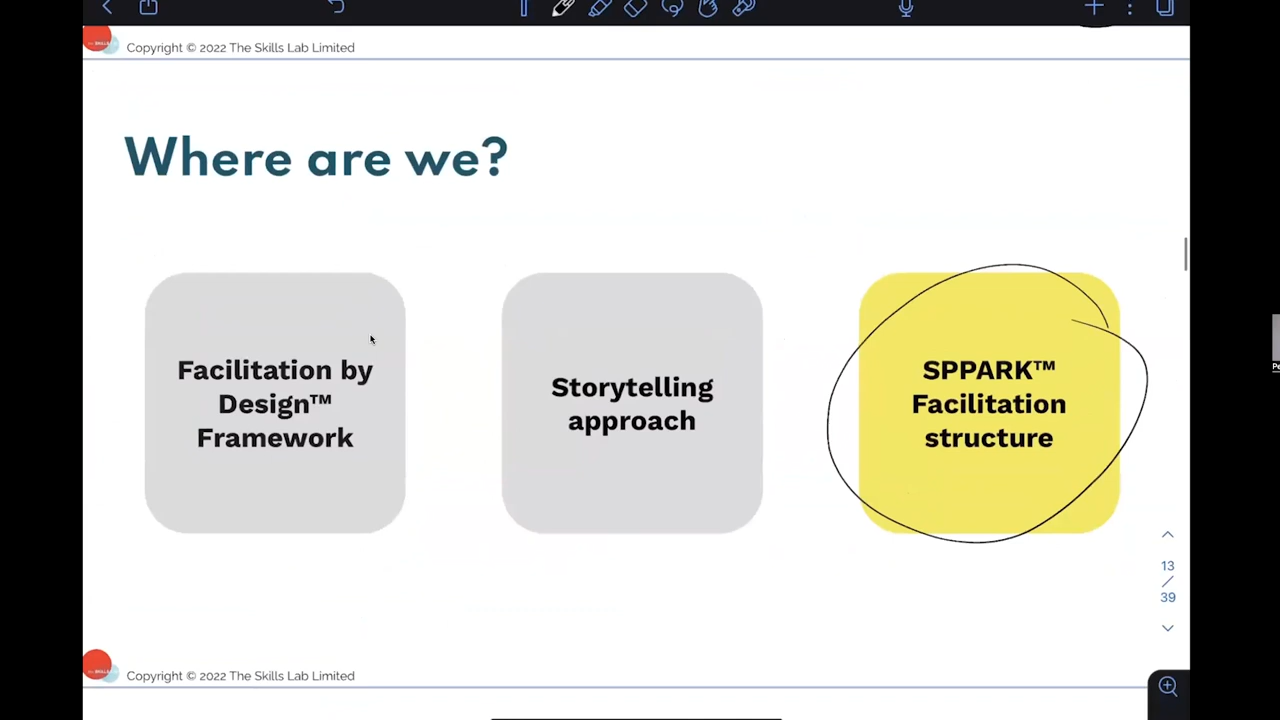 Copyright © 2022 The Skills Lab Limited
Where are we?
Facilitation by
Design™
Framework
Storytelling
approach
SPPARK™
Facilitation
structure
13
/
39
Copyright © 2022 The Skills Lab Limited